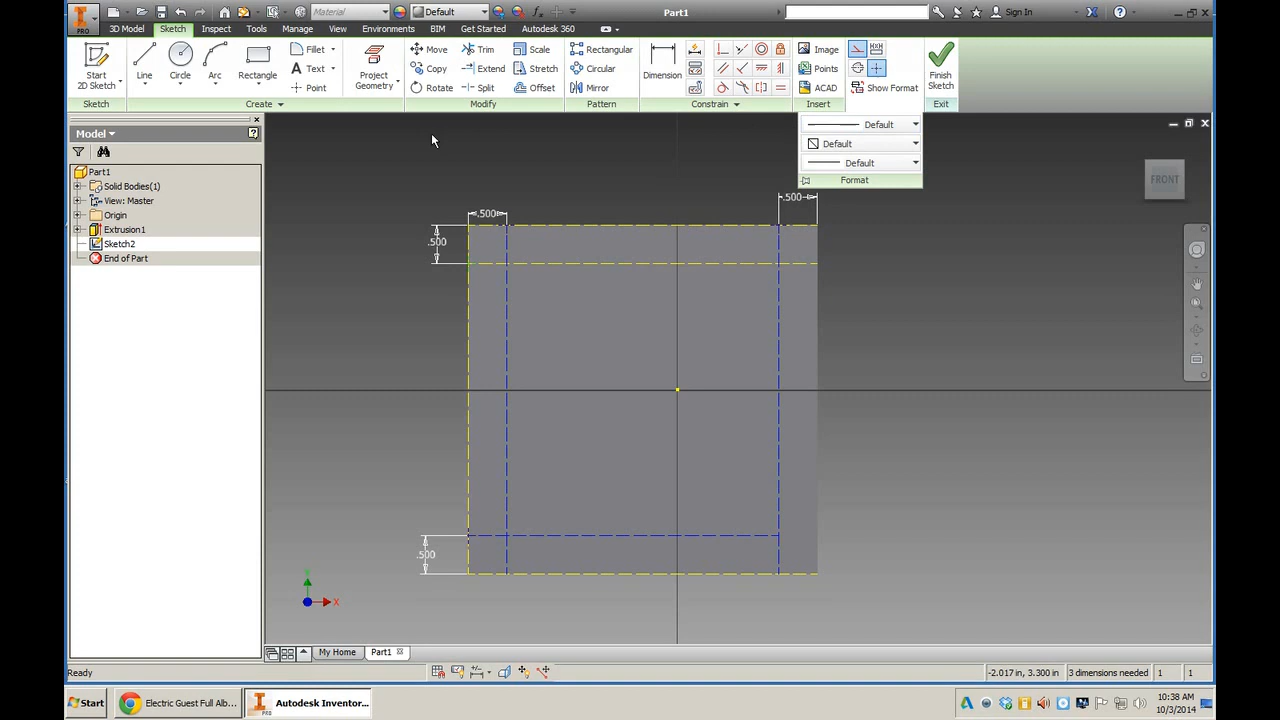 PRO
Material
Default
fx
Part1
Sign In
3D Model
Sketch
Inspect
Tools
Manage
View
Environments
BIM
Get Started
Autodesk 360
Start
2D Sketch
Line
Circle
Arc
Rectangle
Fillet
Text
Point
Project
Geometry
Move
Copy
Rotate
Trim
Extend
Split
Scale
Stretch
Offset
Rectangular
Circular
Mirror
Dimension
Image
Points
ACAD
Show Format
Finish
Sketch
Sketch
Create
Modify
Pattern
Constrain
Insert
Exit
Default
Default
Default
Format
Model
Part1
Solid Bodies(1)
View: Master
Origin
Extrusion1
Sketch2
End of Part
FRONT
.500
.500
.500
.500
X
My Home
Part1
Ready
-2.017 in, 3.300 in
3 dimensions needed
1
1
Start
Electric Guest Full Alb...
Autodesk Inventor...
10:38 AM
10/3/2014